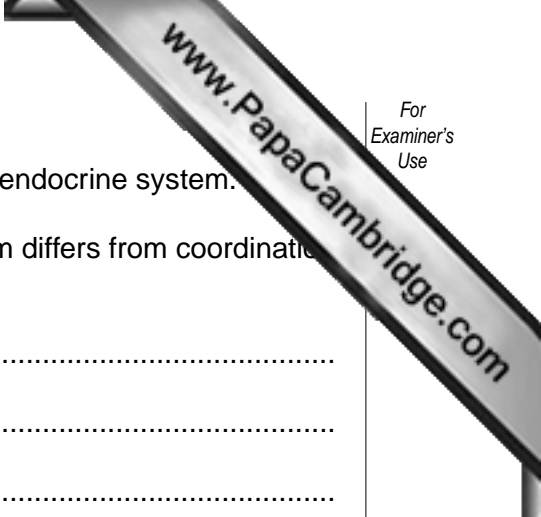 www.PapaCambridge.com
For
Examiner's
Use
endocrine system.
differs from coordinatio
................................................
................................................
................................................